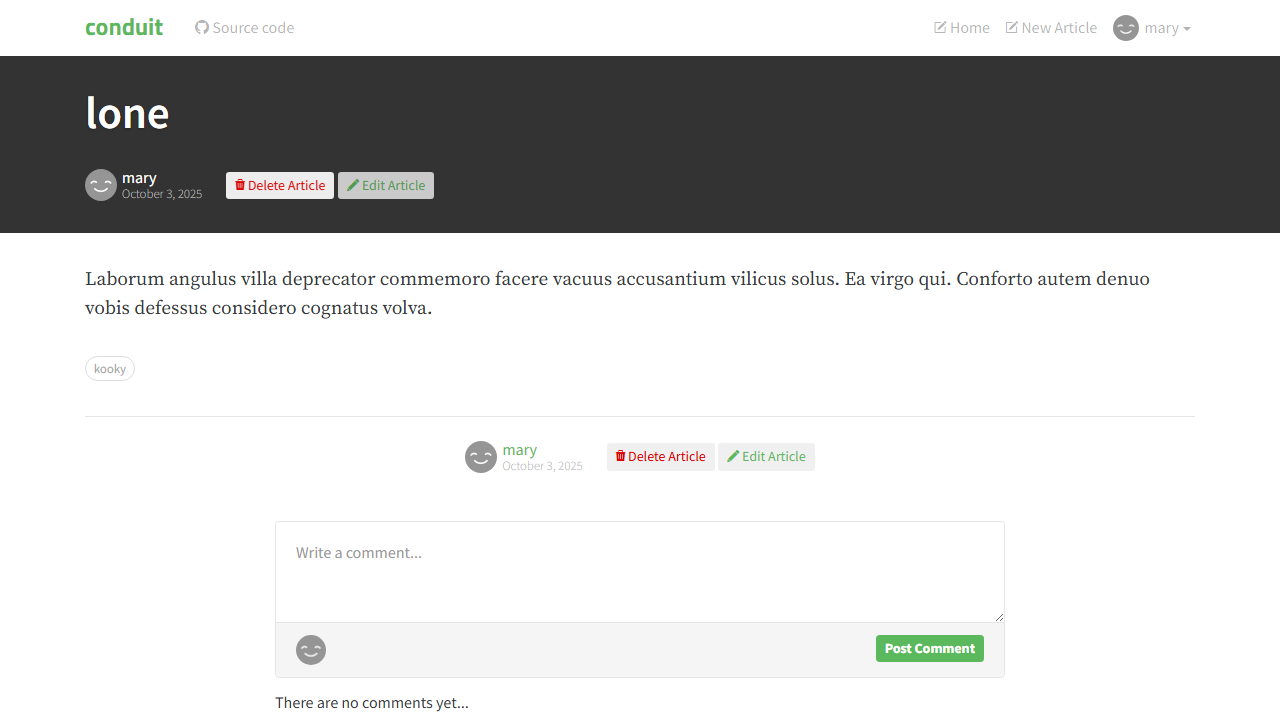 conduit
Source code
Home
New Article
mary
lone
mary
October 3, 2025
Delete Article
Edit Article
Laborum angulus villa deprecator commemoro facere vacuus accusantium vilicus solus. Ea virgo qui. Conforto autem denuo
vobis defessus considero cognatus volva.
kooky
mary
October 3, 2025
Delete Article
Edit Article
Write a comment...
Post Comment
There are no comments yet...